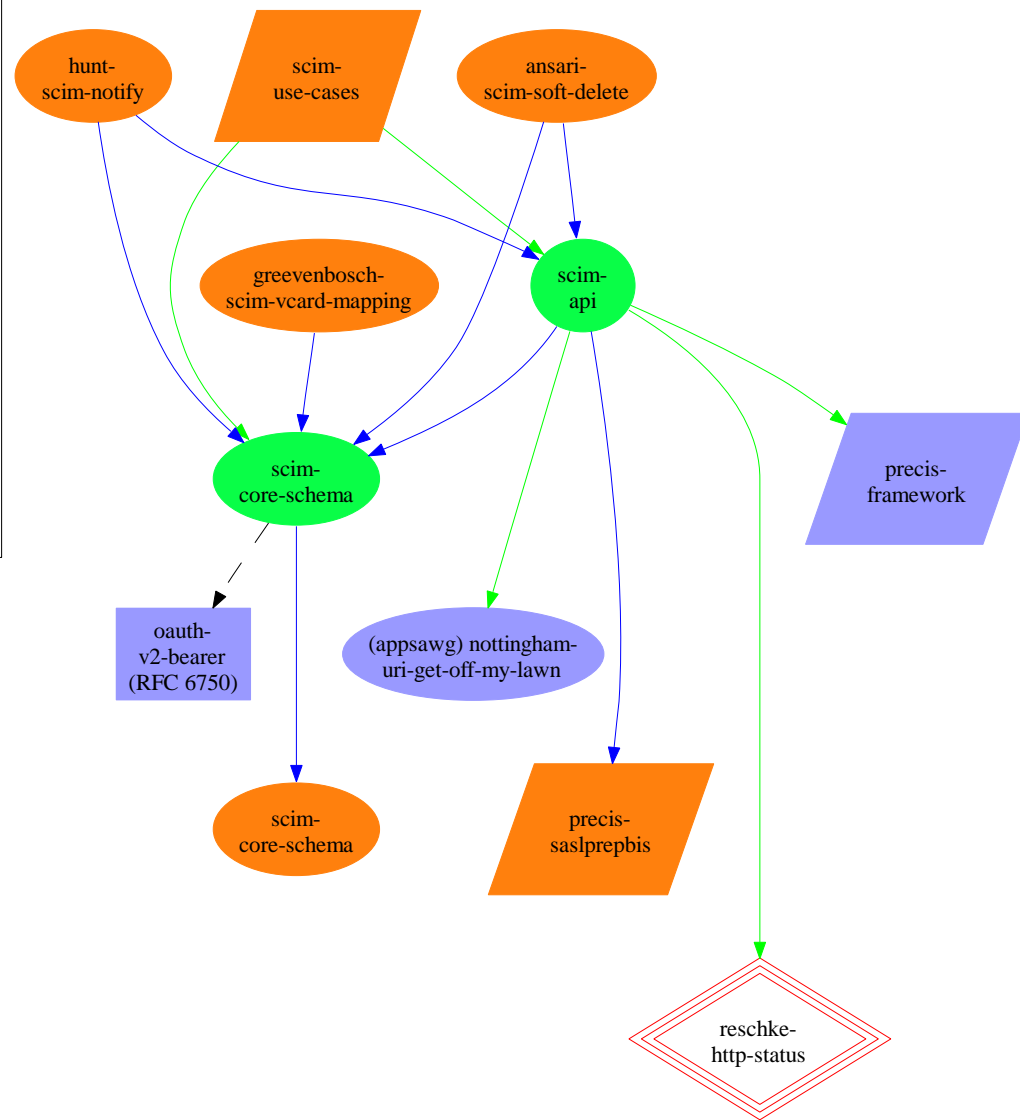 hunt-
scim-notify
scim-
use-cases
ansari-
scim-soft-delete
greevenbosch-
scim-vcard-mapping
scim-
api
scim-
core-schema
precis-
framework
oauth-
v2-bearer
(RFC 6750)
(appsawg) nottingham-
uri-get-off-my-lawn
scim-
core-schema
precis-
saslprepbis
reschke-
http-status